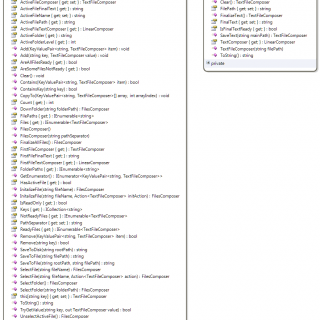 ActiveFileComposer { get; } : TextFileComposer
ActiveFileFinalText { get; } : string
ActiveFileName { get; set; } : string
ActiveFilePath { get; } : string
ActiveFileTextComposer { get; } : LinearComposer
ActiveFolder { get; } : string
ActiveFolderLevel { get; } : int
Add(KeyValuePair<string, TextFileComposer> item) : void
Add(string key, TextFileComposer value) : void
AreAllFilesReady { get; } : bool
AreSomeFilesNotReady { get; } : bool
Clear() : void
Contains(KeyValuePair<string, TextFileComposer> item) : bool
ContainsKey(string key) : bool
CopyTo(KeyValuePair<string, TextFileComposer>[] array, int arrayIndex) : void
Count { get; } : int
DownFolder(string folderPath) : FilesComposer
FilePaths { get; } : IEnumerable<string>
Files { get; } : IEnumerable<TextFileComposer>
FilesComposer()
FilesComposer(string pathSeparator)
FinalizeAllFiles() : FilesComposer
FirstFileComposer { get; } : TextFileComposer
FirstFileFinalText { get; } : string
FirstFileTextComposer { get; } : LinearComposer
FolderPaths { get; } : IEnumerable<string>
GetEnumerator() : IEnumerator<KeyValuePair<string, TextFileComposer>>
HasActiveFile { get; } : bool
InitializeFile(string fileName) : FilesComposer
InitializeFile(string fileName, Action<TextFileComposer> initAction) : FilesComposer
IsReadOnly { get; } : bool
Keys { get; } : ICollection<string>
NotReadyFiles { get; } : IEnumerable<TextFileComposer>
PathSeparator { get; set; } : string
ReadyFiles { get; } : IEnumerable<TextFileComposer>
Remove(KeyValuePair<string, TextFileComposer> item) : bool
Remove(string key) : bool
SaveToDisk(string rootPath) : string
SaveToFile(string filePath) : string
SaveToFile(string rootPath, string filePath) : string
SelectFile(string fileName) : FilesComposer
SelectFile(string fileName, Action<TextFileComposer> action) : FilesComposer
SelectFolder() : FilesComposer
SelectFolder(string folderPath) : FilesComposer
this[string key] { get; set; } : TextFileComposer
ToString() : string
TryGetValue(string key, out TextFileComposer value) : bool
UnselectActiveFile() : FilesComposer
Clear() : TextFileComposer
FilePath { get; set; } : string
FinalizeText() : TextFileComposer
FinalText { get; set; } : string
IsFinalTextReady { get; } : bool
SaveText(string mainPath) : TextFileComposer
TextComposer { get; } : LinearComposer
TextFileComposer(string filePath)
ToString() : string
private